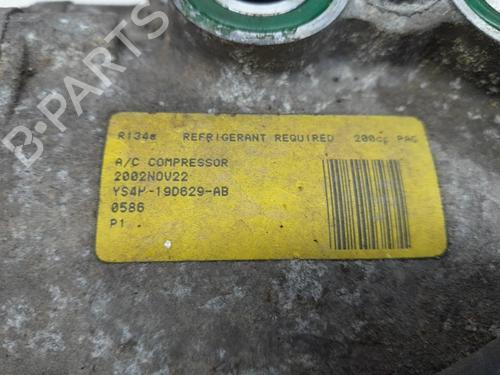 R134a REFRIGERANT REQUIRED 200cc PAG
A/C COMPRESSOR
2002NOV22
YS4H-19D629-AB
0586
P1
B-PARTS